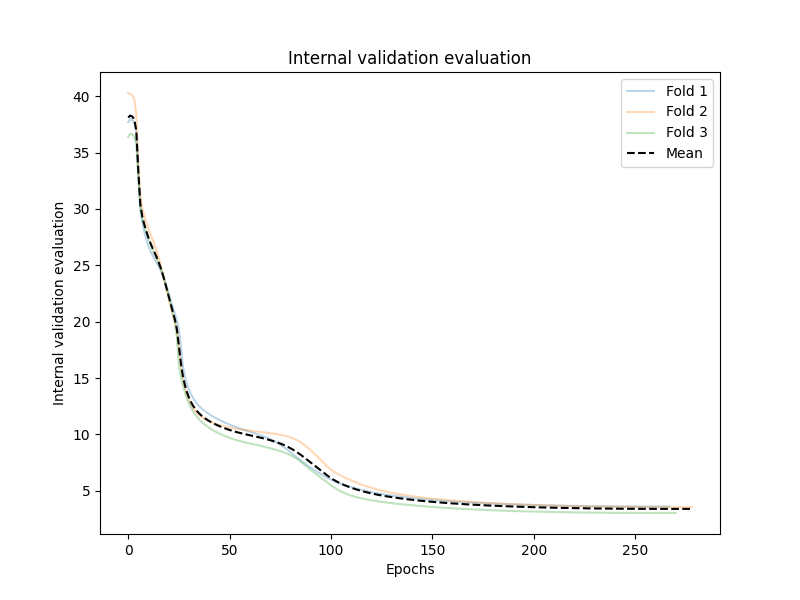 Internal validation evaluation
Fold 1
Fold 2
Fold 3
Mean
Internal validation evaluation
40
35
30
25
20
15
10
5
0
50
100
150
200
250
Epochs